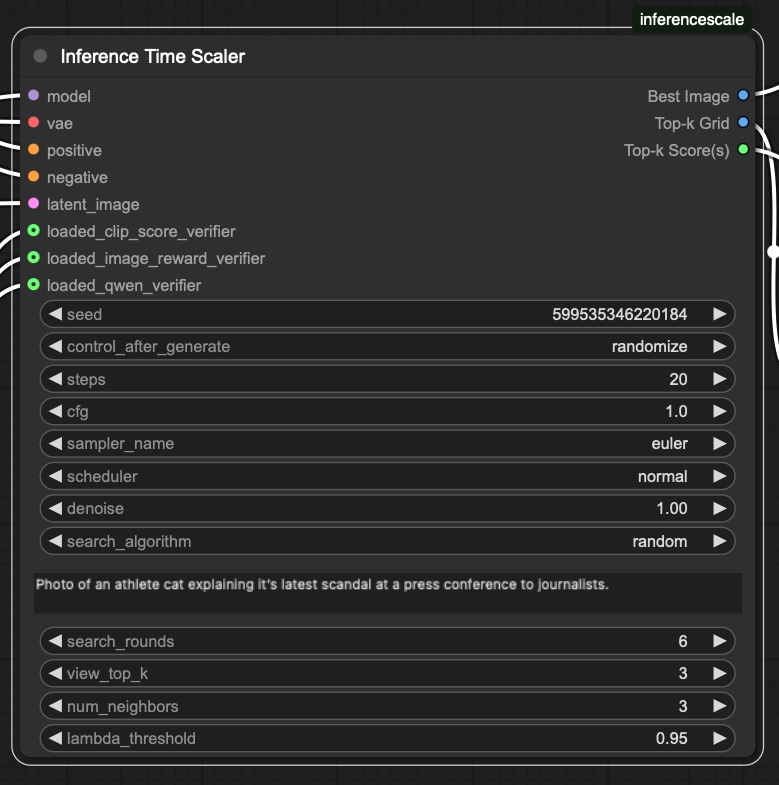 inferencescale
Inference Time Scaler
model Best Image
vae Top-k Grid
positive Top-k Score(s)
negative
latent_image
loaded_clip_score_verifier
loaded_image_reward_verifier
loaded_qwen_verifier
seed 599535346220184
control_after_generate randomize
steps 20
cfg 1.0
sampler_name euler
scheduler normal
denoise 1.00
search_algorithm random
Photo of an athlete cat explaining it's latest scandal at a press conference to journalists.
search_rounds 6
view_top_k 3
num_neighbors 3
lambda_threshold 0.95